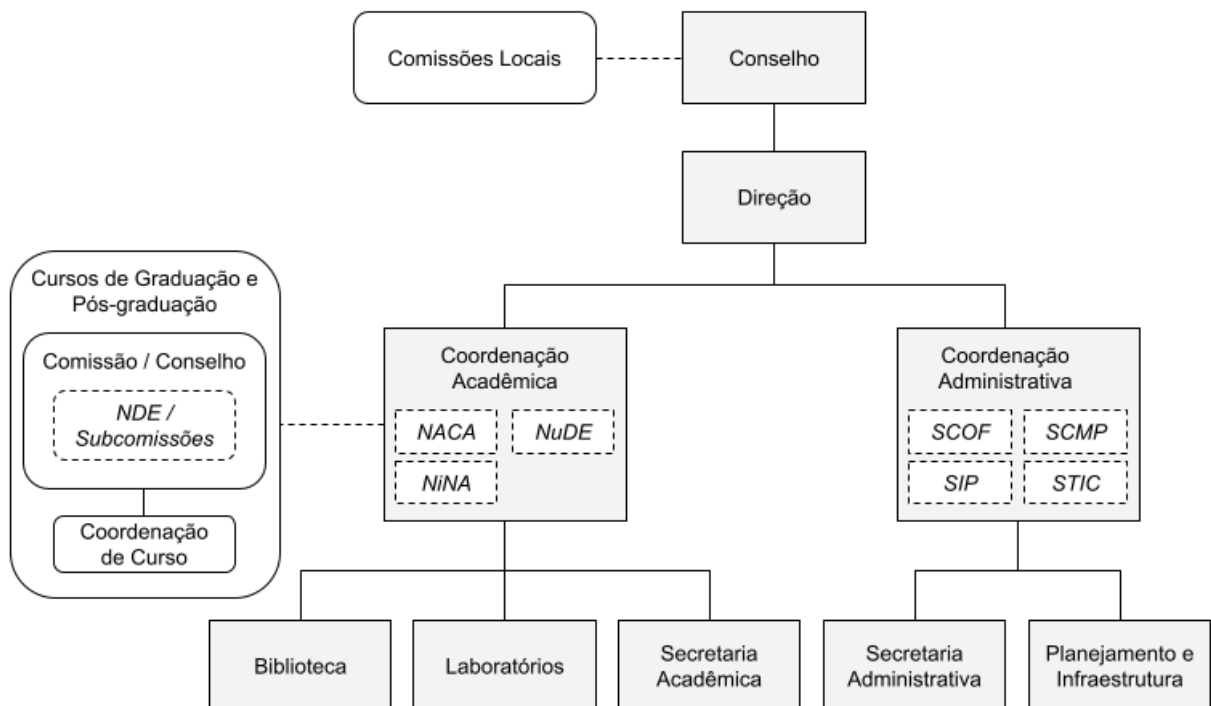 Comissões Locais
Conselho
Direção
Cursos de Graduação e
Pós-graduação
Comissão / Conselho
NDE /
Subcomissões
Coordenação
de Curso
Coordenação
Acadêmica
NACA
NuDE
NiNA
Coordenação
Administrativa
SCOF
SCMP
SIP
STIC
Biblioteca
Laboratórios
Secretaria
Acadêmica
Secretaria
Administrativa
Planejamento e
Infraestrutura